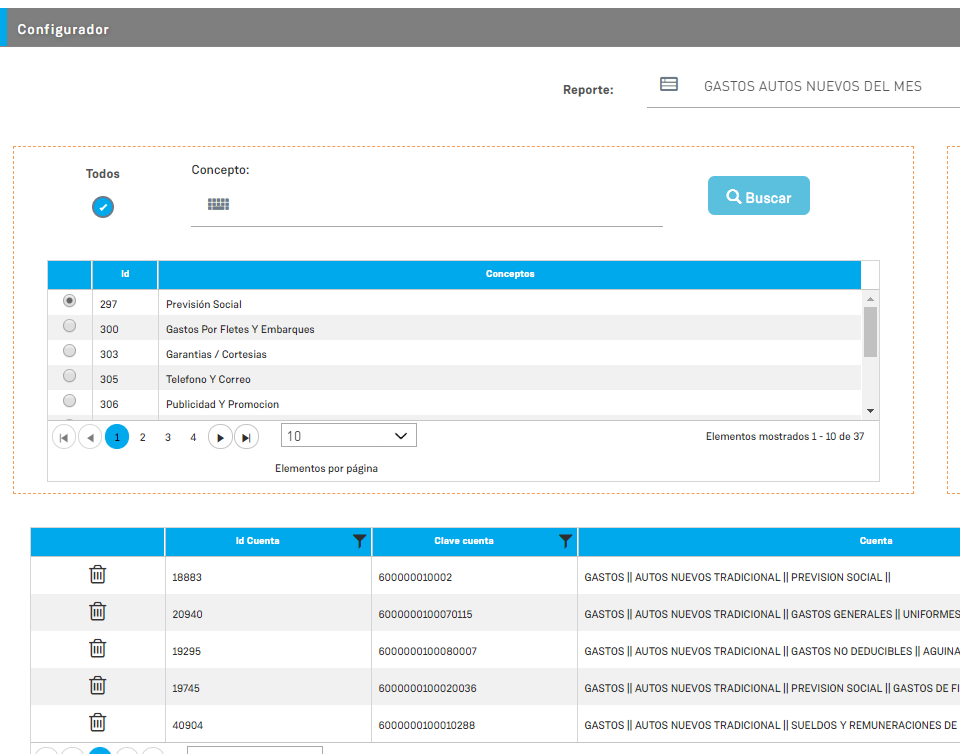 Configurador
Reporte: GASTOS AUTOS NUEVOS DEL MES
Todos
Concepto:
Buscar
Id Conceptos
297 Previsión Social
300 Gastos Por Fletes Y Embarques
303 Garantias / Cortesias
305 Telefono Y Correo
306 Publicidad Y Promocion
1 2 3 4 10 Elementos mostrados 1 - 10 de 37
Elementos por página
Id Cuenta Clave cuenta Cuenta
18883 600000010002 GASTOS || AUTOS NUEVOS TRADICIONAL || PREVISION SOCIAL ||
20940 6000000100070115 GASTOS || AUTOS NUEVOS TRADICIONAL || GASTOS GENERALES || UNIFORMES
19295 6000000100080007 GASTOS || AUTOS NUEVOS TRADICIONAL || GASTOS NO DEDUCIBLES || AGUINA
19745 6000000100020036 GASTOS || AUTOS NUEVOS TRADICIONAL || PREVISION SOCIAL || GASTOS DE FI
40904 6000000100010288 GASTOS || AUTOS NUEVOS TRADICIONAL || SUELDOS Y REMUNERACIONES DE